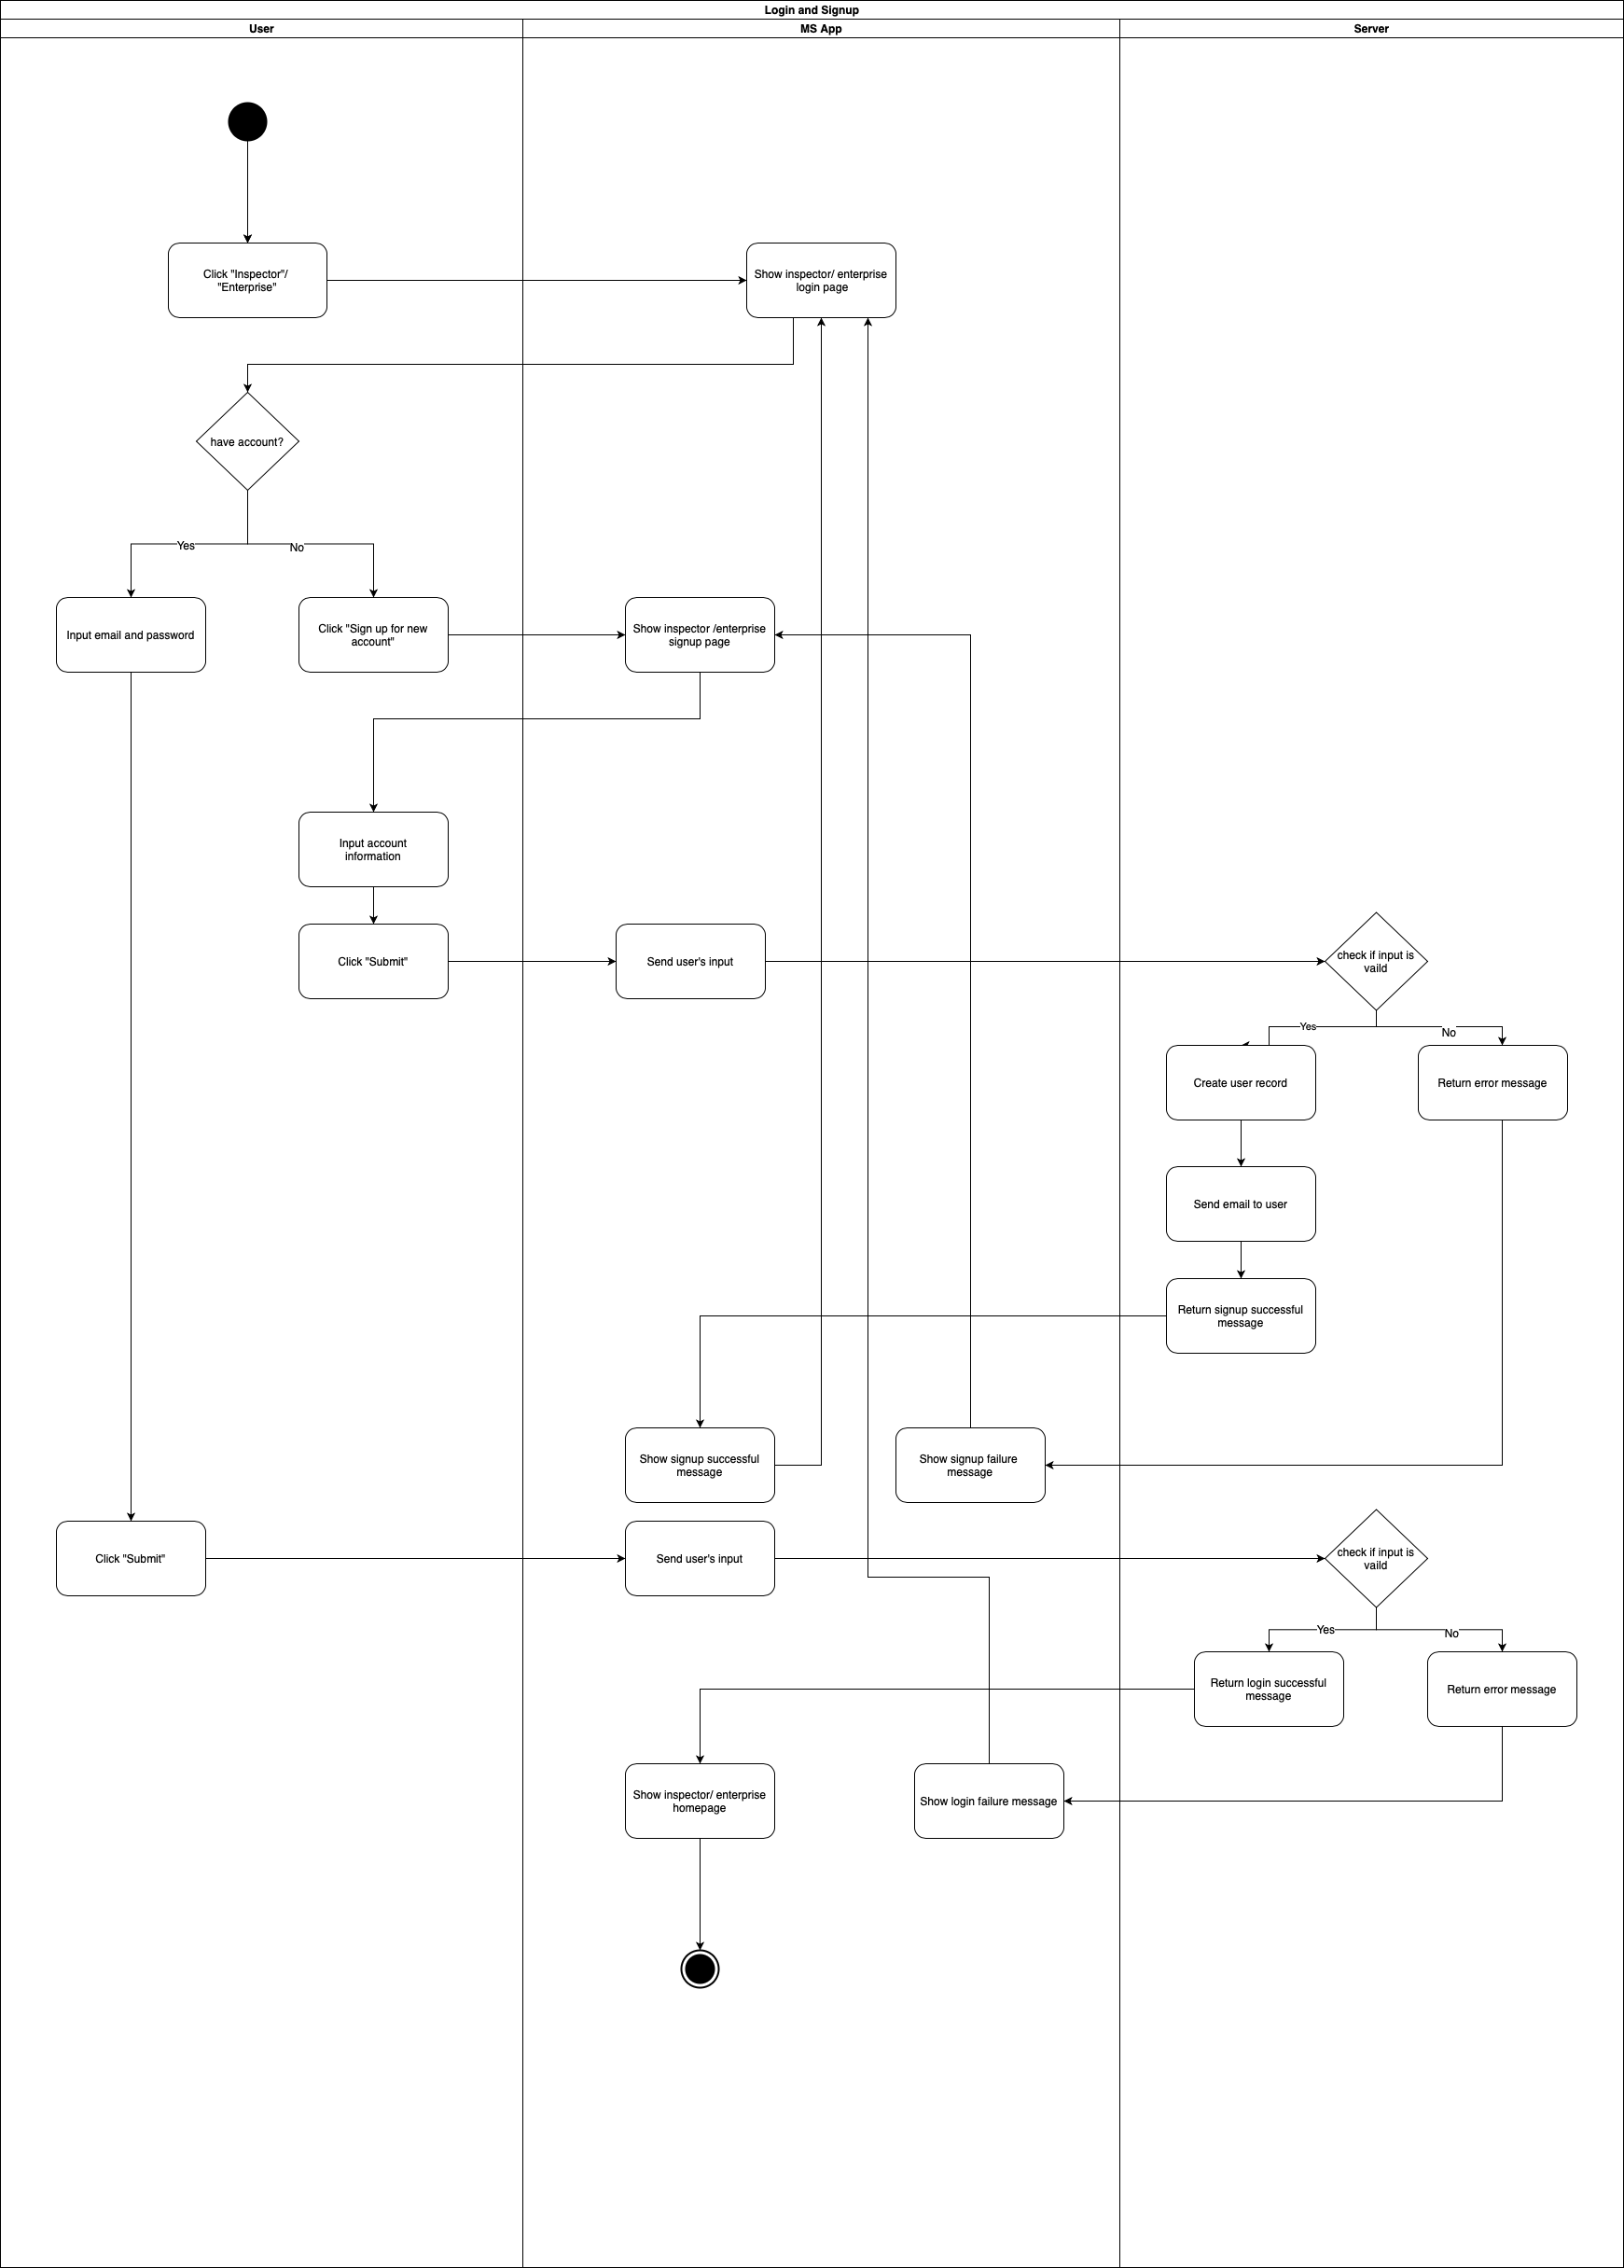 Login and Signup
User
MS App
Server
Click "Inspector"/
"Enterprise"
Show inspector/ enterprise
login page
have account?
Yes
No
Input email and password
Click "Sign up for new
account"
Show inspector /enterprise
signup page
Input account
information
Click "Submit"
Send user's input
check if input is
vaild
Yes
No
Create user record
Return error message
Send email to user
Return signup successful
message
Show signup successful
message
Show signup failure
message
Click "Submit"
Send user's input
check if input is
vaild
Yes
No
Return login successful
message
Return error message
Show inspector/ enterprise
homepage
Show login failure message